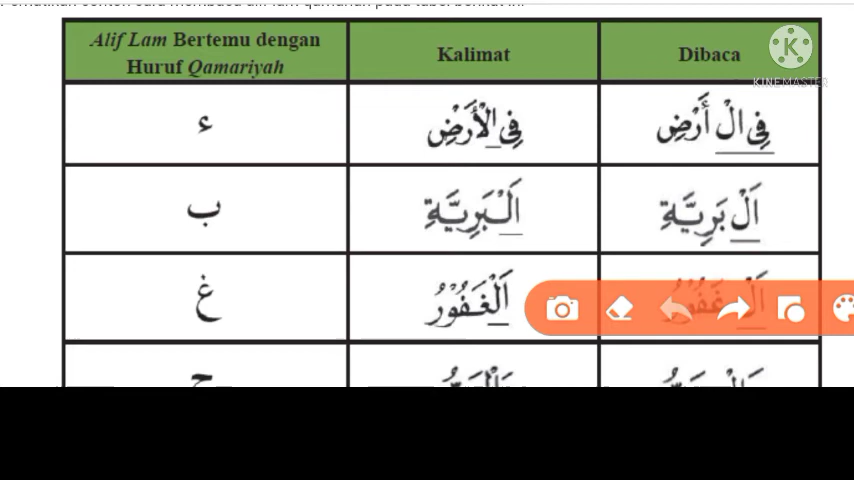 Alif Lam Bertemu dengan
Huruf Qamariyah
Kalimat
Dibaca
KINEMASTER
ء
فِى الْأَرْضِ
فِى الْ أَرْضِ
ب
اَلْبَرِيَّةِ
اَلْ بَرِيَّةِ
غ
اَلْغَفُوْرُ
اَلْ غَفُوْرُ